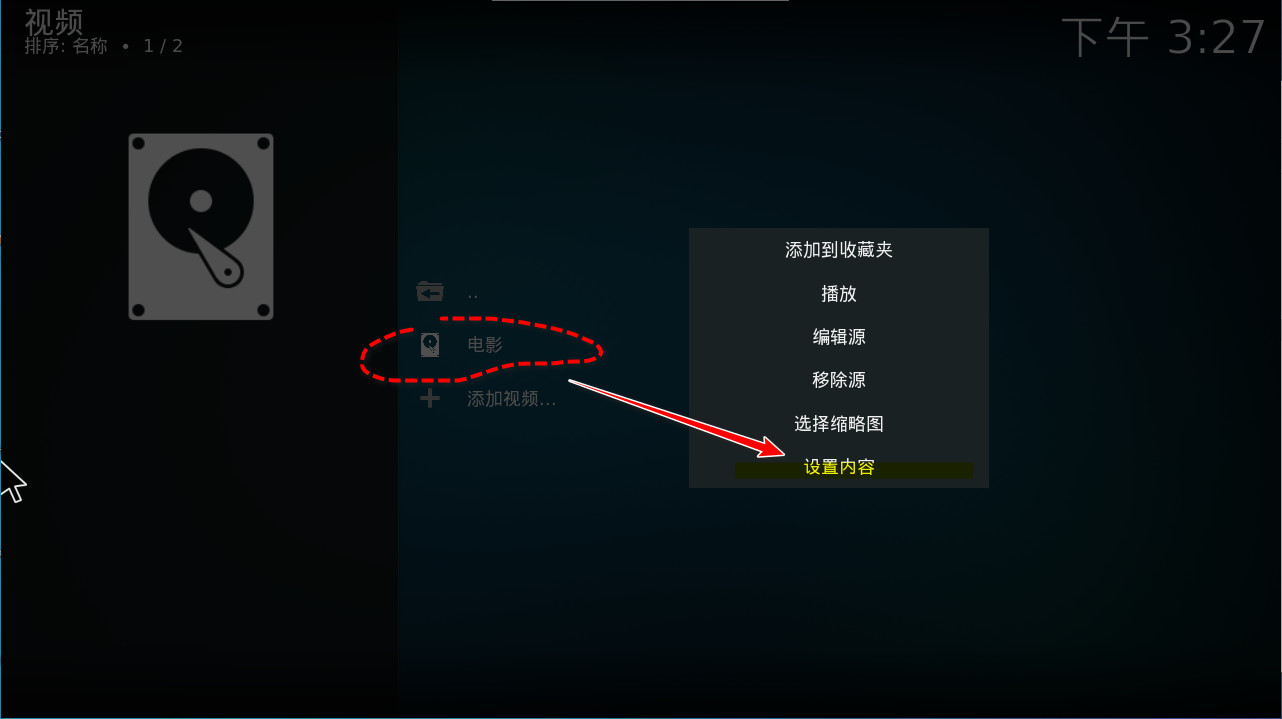 视频
排序: 名称 • 1 / 2
下午 3:27
..
电影
添加视频...
添加到收藏夹
播放
编辑源
移除源
选择缩略图
设置内容